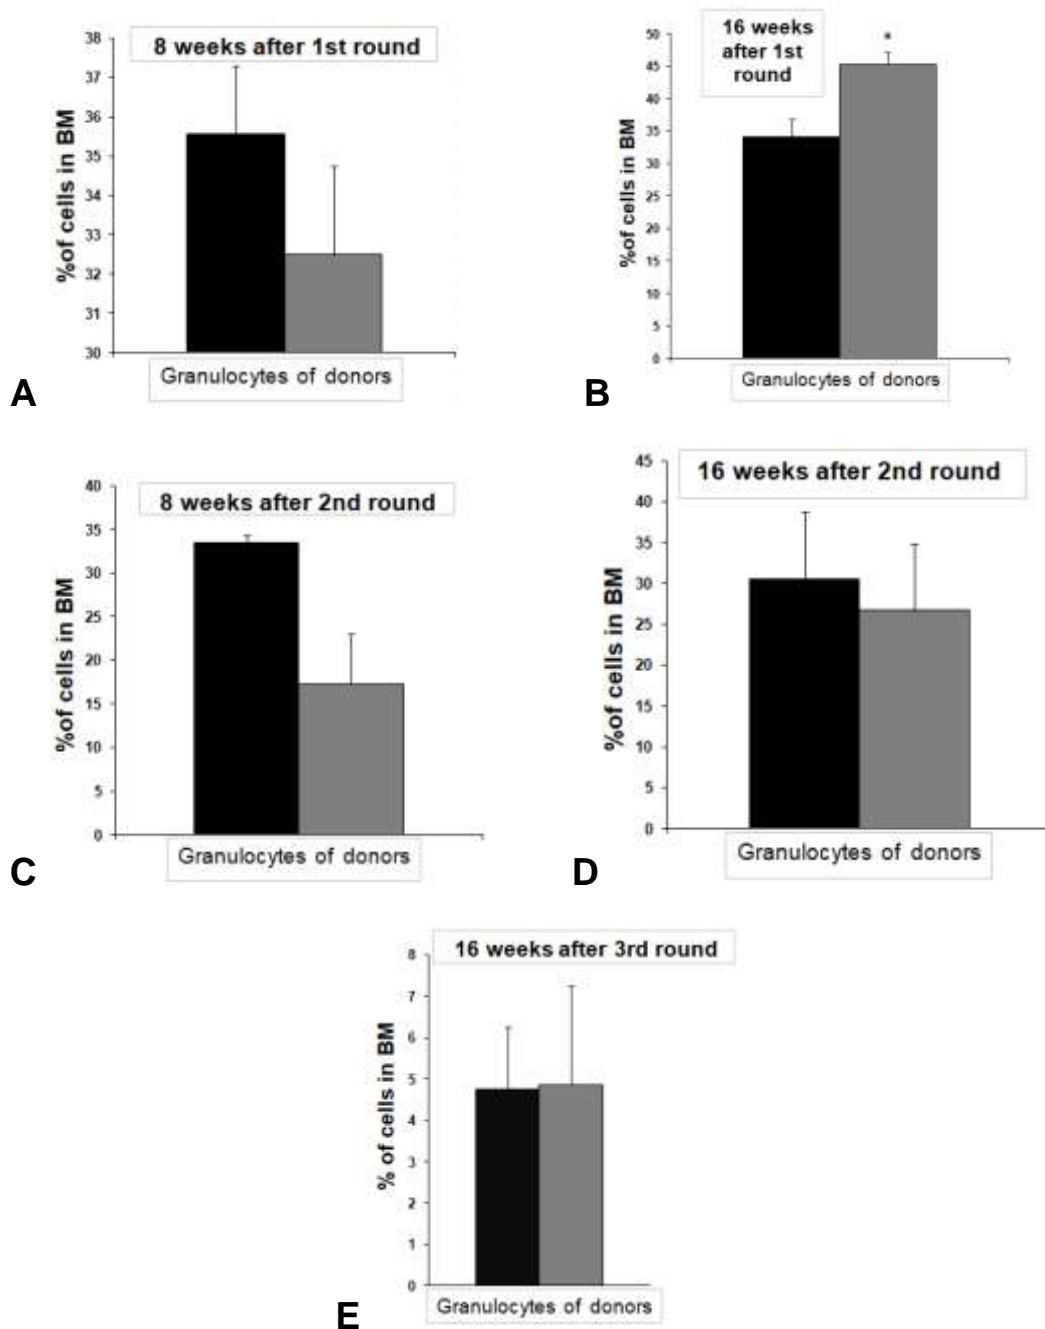 8 weeks after 1st round
%of cells in BM
38
37
36
35
34
33
32
31
30
Granulocytes of donors
A
16 weeks
after 1st
round
*
%of cells in BM
50
45
40
35
30
25
20
15
10
5
0
Granulocytes of donors
B
8 weeks after 2nd round
%of cells in BM
40
35
30
25
20
15
10
5
0
Granulocytes of donors
C
16 weeks after 2nd round
%of cells in BM
45
40
35
30
25
20
15
10
5
0
Granulocytes of donors
D
16 weeks after 3rd round
% of cells in BM
8
7
6
5
4
3
2
1
0
Granulocytes of donors
E